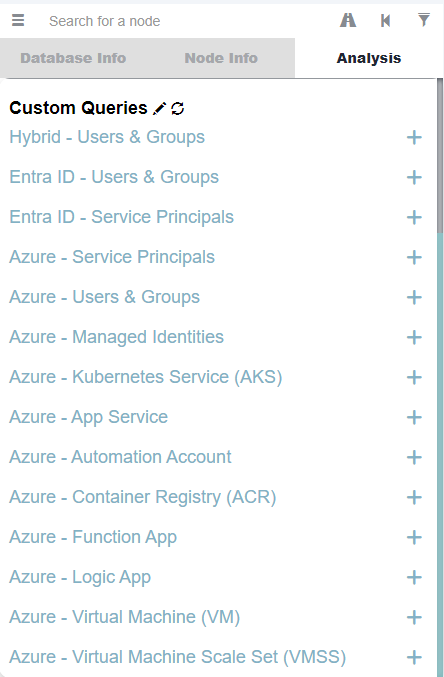 Search for a node
Database Info Node Info Analysis
Custom Queries
Hybrid - Users & Groups
Entra ID - Users & Groups
Entra ID - Service Principals
Azure - Service Principals
Azure - Users & Groups
Azure - Managed Identities
Azure - Kubernetes Service (AKS)
Azure - App Service
Azure - Automation Account
Azure - Container Registry (ACR)
Azure - Function App
Azure - Logic App
Azure - Virtual Machine (VM)
Azure - Virtual Machine Scale Set (VMSS)